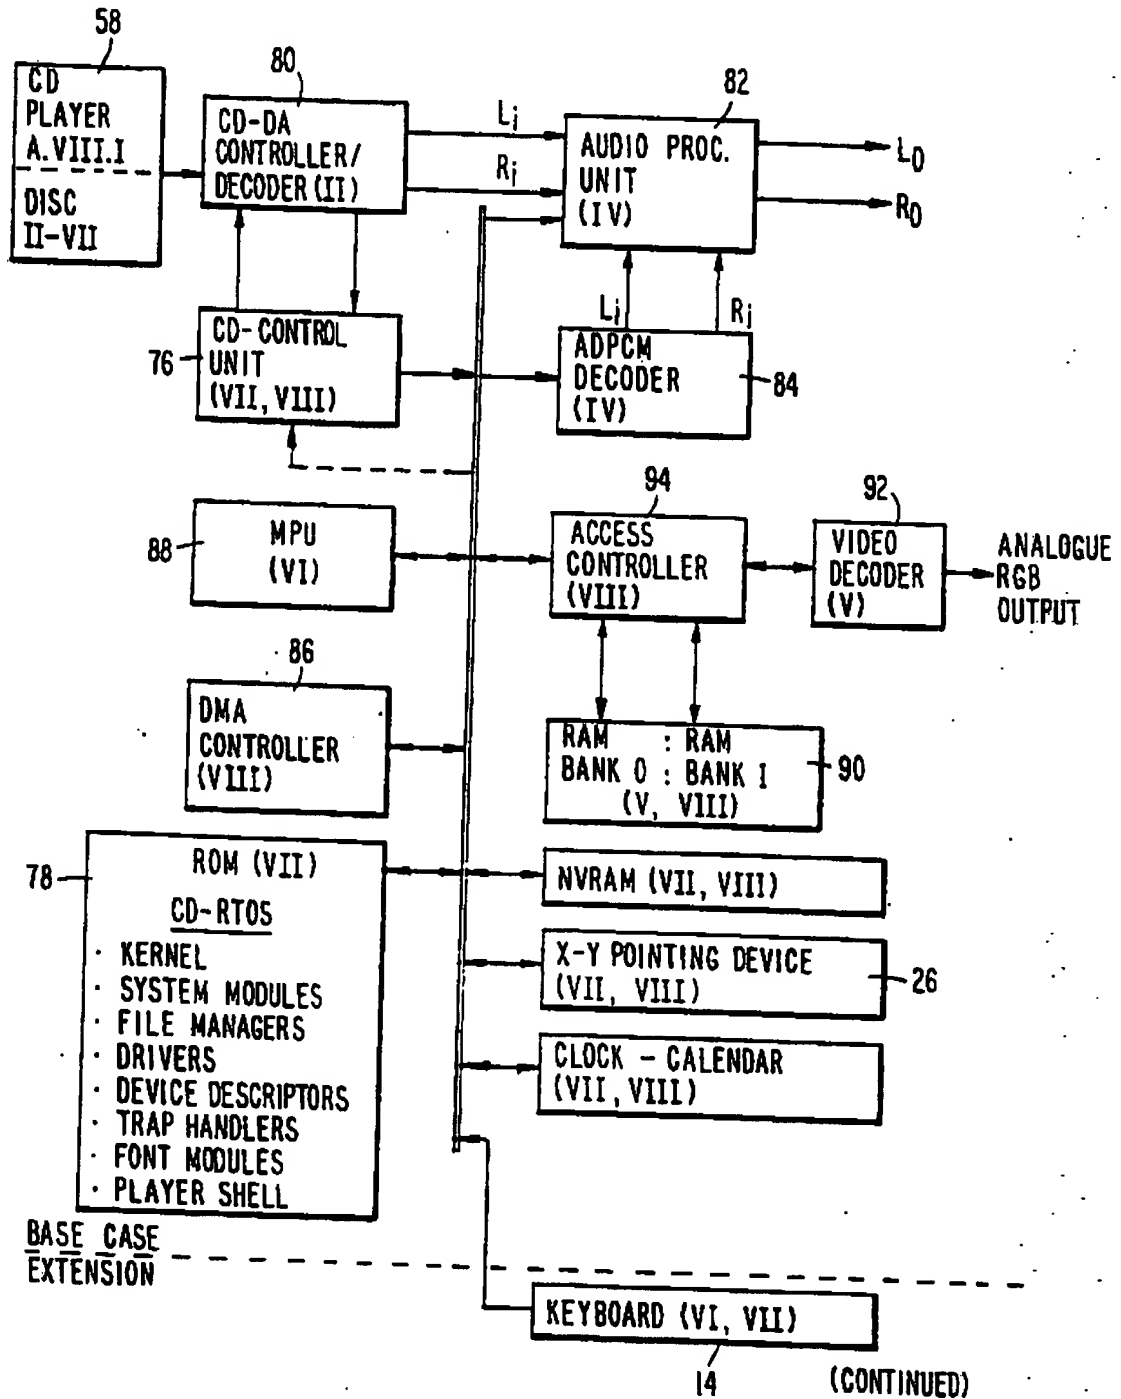 58
CD
PLAYER
A.VIII.I
DISC
II-VII
80
CD-DA
CONTROLLER/
DECODER (II)
Li
Ri
82
AUDIO PROC.
UNIT
(IV)
LO
RO
76
CD-CONTROL
UNIT
(VII, VIII)
Li
Ri
ADPCM
DECODER
(IV)
84
88
MPU
(VI)
94
ACCESS
CONTROLLER
(VIII)
92
VIDEO
DECODER
(V)
ANALOGUE
RGB
OUTPUT
86
DMA
CONTROLLER
(VIII)
RAM : RAM
BANK 0 : BANK I
(V, VIII)
90
78
ROM (VII)
CD-RTOS
· KERNEL
· SYSTEM MODULES
· FILE MANAGERS
· DRIVERS
· DEVICE DESCRIPTORS
· TRAP HANDLERS
· FONT MODULES
· PLAYER SHELL
NVRAM (VII, VIII)
X-Y POINTING DEVICE
(VII, VIII)
26
CLOCK - CALENDAR
(VII, VIII)
BASE CASE
EXTENSION
KEYBOARD (VI, VII)
14
(CONTINUED)